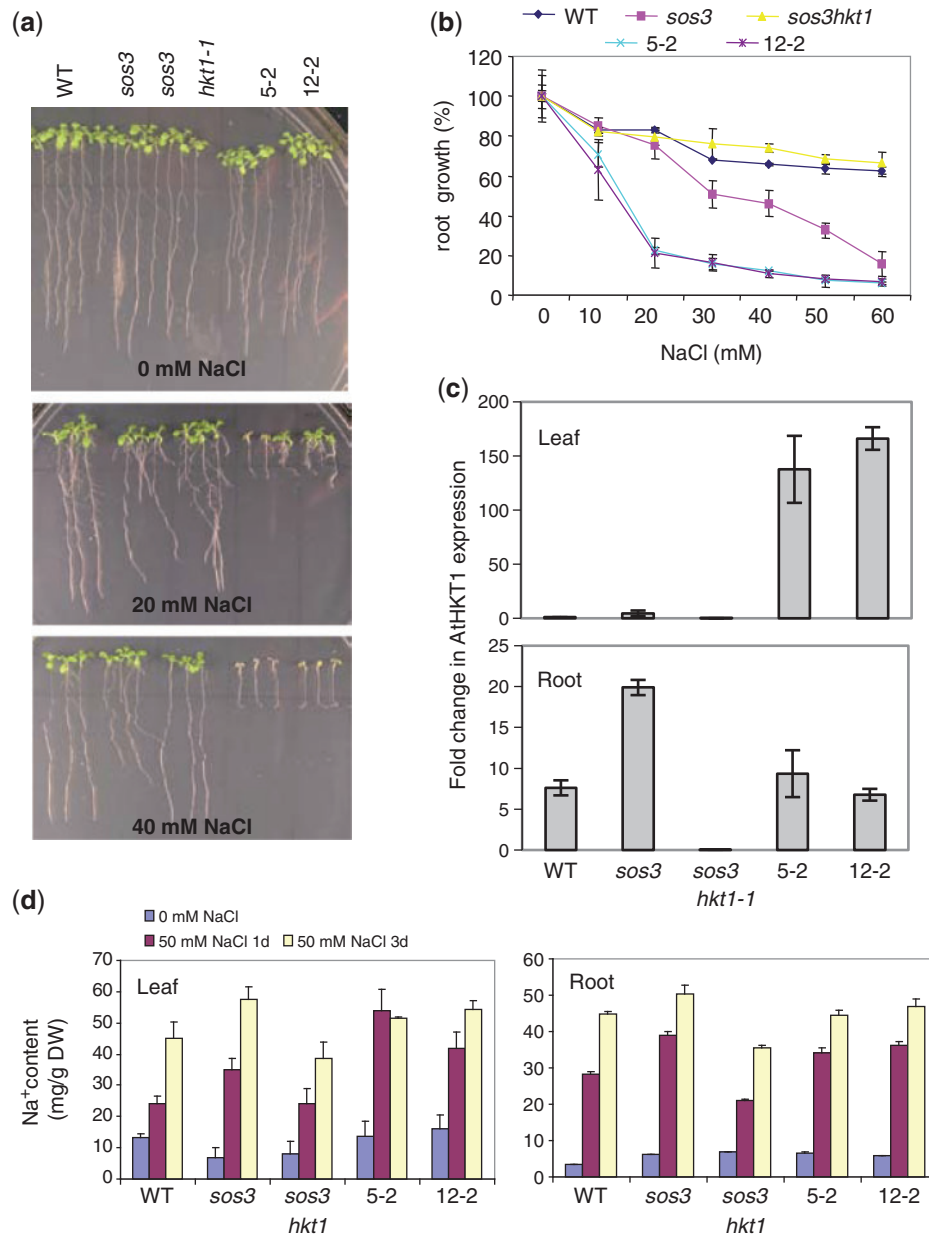 (a)
WT sos3 sos3 hkt1-1 5-2 12-2
0 mM NaCl
20 mM NaCl
40 mM NaCl
(b)
WT sos3 sos3hkt1
5-2 12-2
root growth (%)
120
100
80
60
40
20
0
0 10 20 30 40 50 60
NaCl (mM)
(c)
Fold change in AtHKT1 expression
Leaf
200
150
100
50
0
Root
25
20
15
10
5
0
WT sos3 sos3 5-2 12-2
hkt1-1
(d)
0 mM NaCl
50 mM NaCl 1d 50 mM NaCl 3d
Na+content
(mg/g DW)
Leaf
70
60
50
40
30
20
10
0
WT sos3 sos3 5-2 12-2
hkt1
Root
60
50
40
30
20
10
0
WT sos3 sos3 5-2 12-2
hkt1